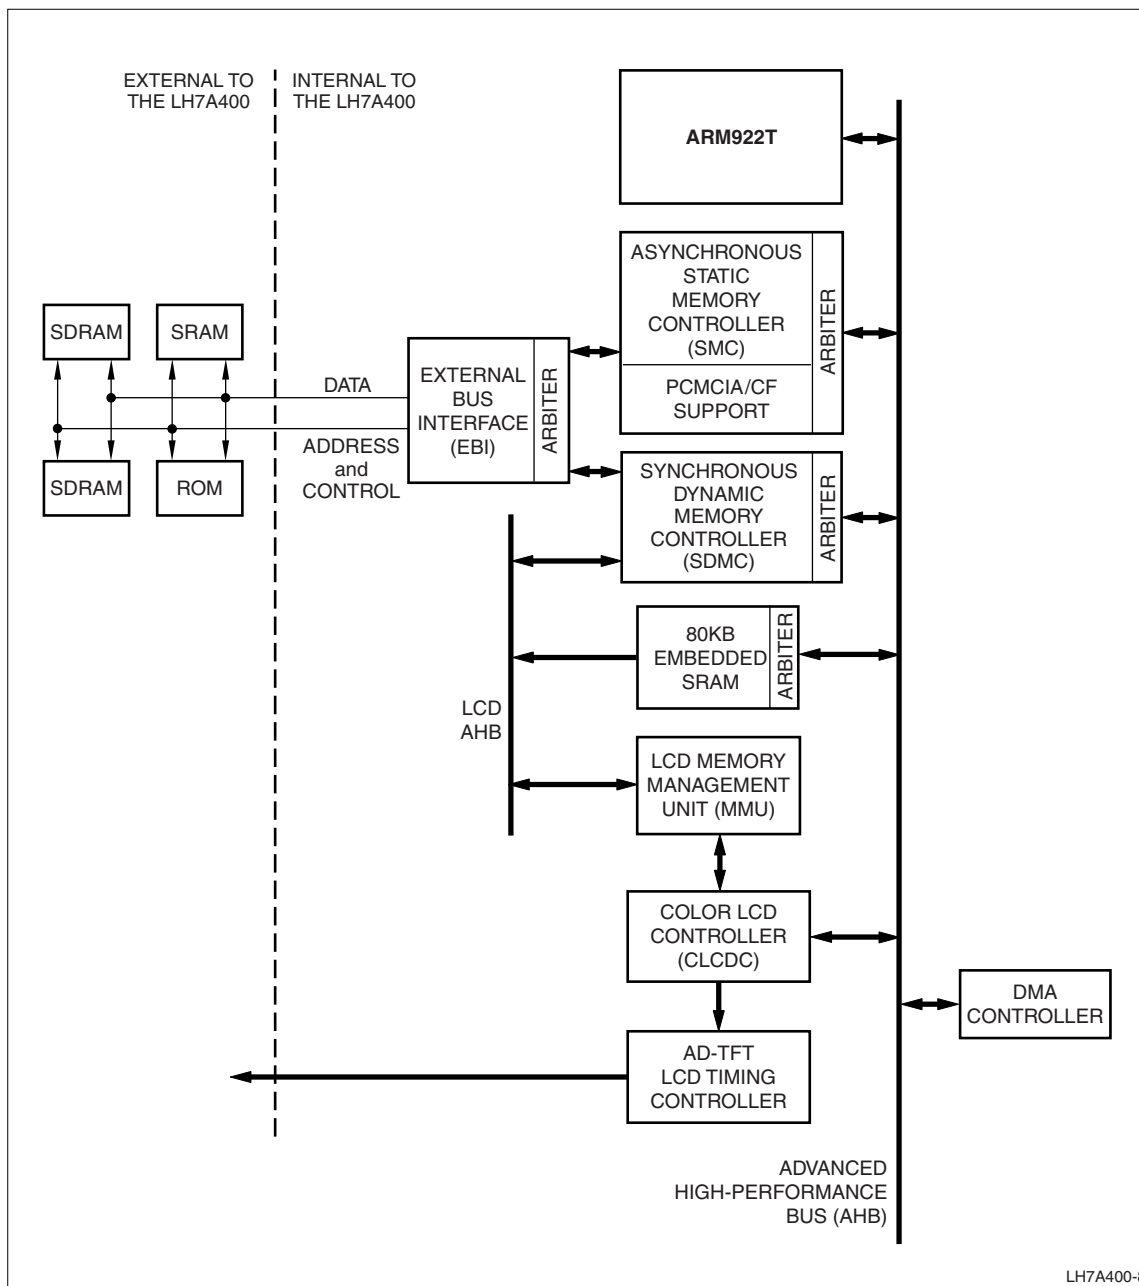 EXTERNAL TO
THE LH7A400
INTERNAL TO
THE LH7A400
ARM922T
ASYNCHRONOUS
STATIC
MEMORY
CONTROLLER
(SMC)
ARBITER
PCMCIA/CF
SUPPORT
SDRAM
SRAM
DATA
EXTERNAL
BUS
INTERFACE
(EBI)
ARBITER
ADDRESS
and
CONTROL
SDRAM
ROM
SYNCHRONOUS
DYNAMIC
MEMORY
CONTROLLER
(SDMC)
ARBITER
80KB
EMBEDDED
SRAM
ARBITER
LCD
AHB
LCD MEMORY
MANAGEMENT
UNIT (MMU)
COLOR LCD
CONTROLLER
(CLCDC)
DMA
CONTROLLER
AD-TFT
LCD TIMING
CONTROLLER
ADVANCED
HIGH-PERFORMANCE
BUS (AHB)
LH7A400-8